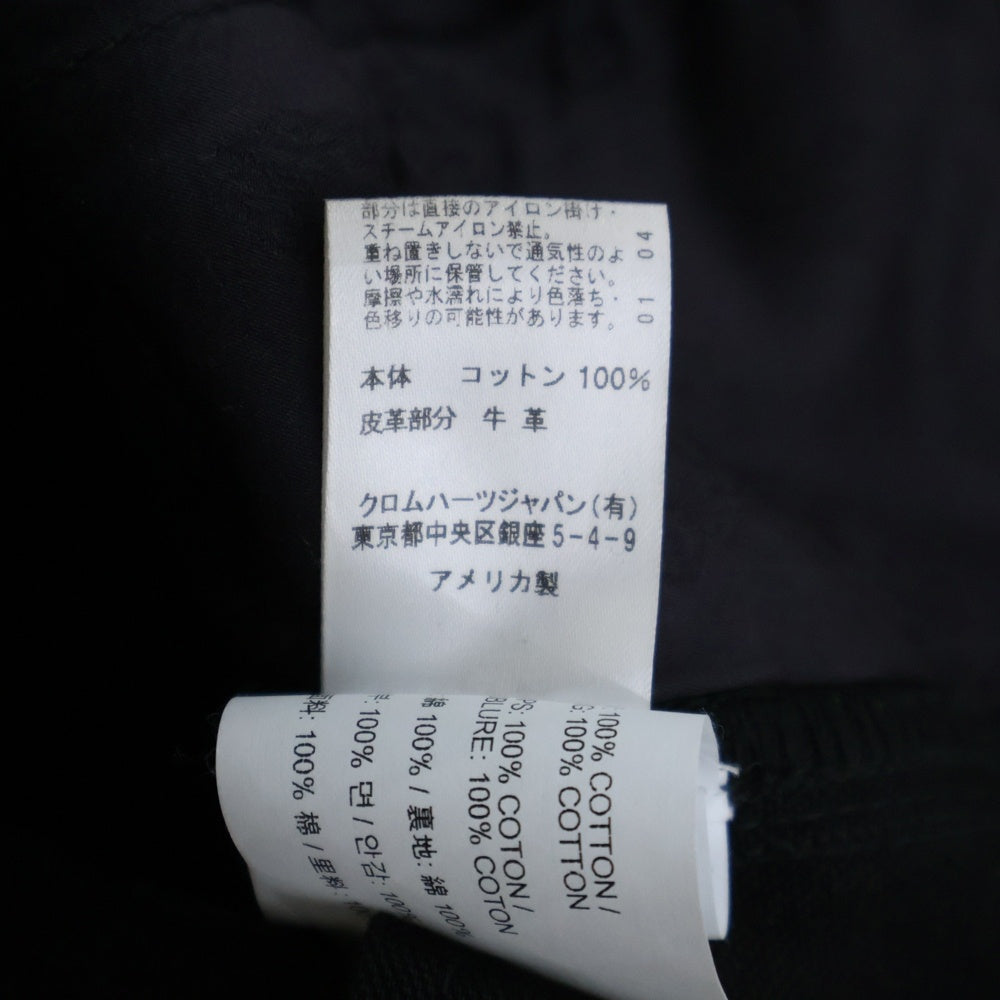 部分は直接のアイロン掛け・
スチームアイロン禁止。
重ね置きしないで通気性のよ
い場所に保管してください。
摩擦や水濡れにより色落ち・
色移りの可能性があります。
01 04
本体 コットン 100%
皮革部分 牛革
クロムハーツジャパン(有)
東京都中央区銀座5-4-9
アメリカ製
100% COTTON /
100% COTTON
100% COTON /
BLURE: 100% COTON
綿 100% / 裏地: 綿 100%
100% 면 / 안감: 100%
面料: 100% 棉 / 里料: